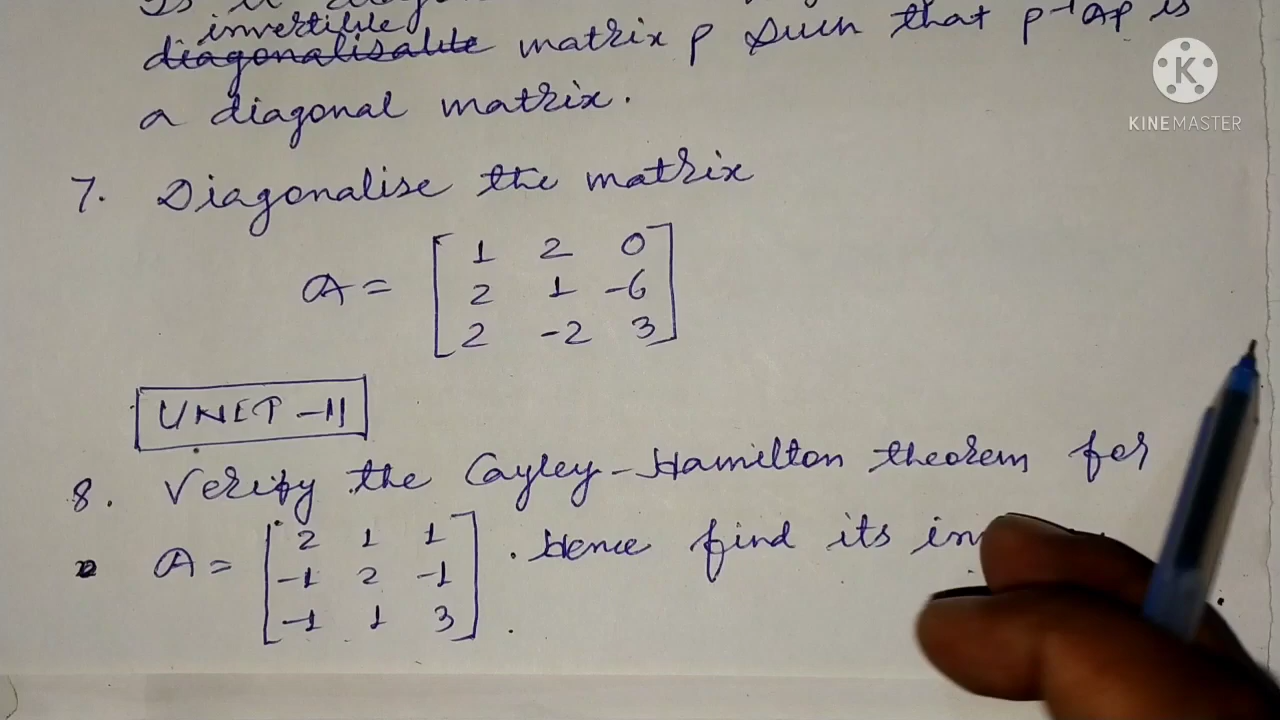 Is it
invertible
diagonalisable matrix P such that P⁻¹AP is
a diagonal matrix.
KINEMASTER
7. Diagonalise the matrix
A = [ 1 2 0
2 1 -6
2 -2 3 ]
UNIT-II
8. Verify the Cayley-Hamilton theorem for
A = [ 2 1 1
-1 2 -1
-1 1 3 ] . Hence find its in